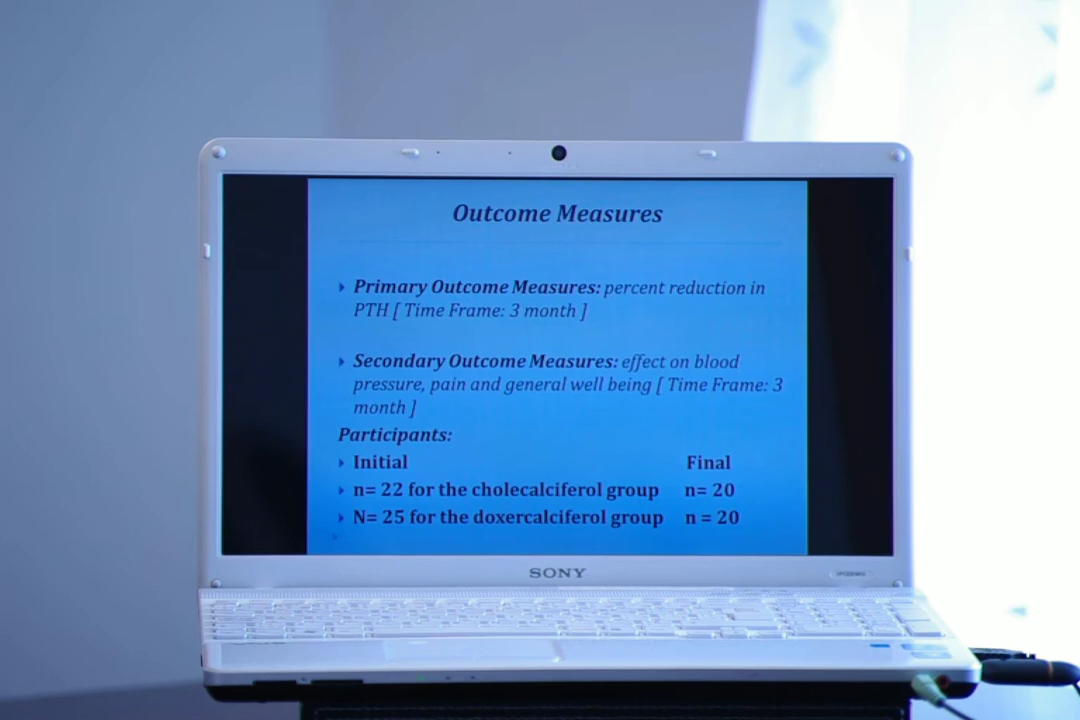 Outcome Measures
Primary Outcome Measures: percent reduction in
PTH [ Time Frame: 3 month ]
Secondary Outcome Measures: effect on blood
pressure, pain and general well being [ Time Frame: 3
month ]
Participants:
Initial Final
n= 22 for the cholecalciferol group n= 20
N= 25 for the doxercalciferol group n = 20
SONY